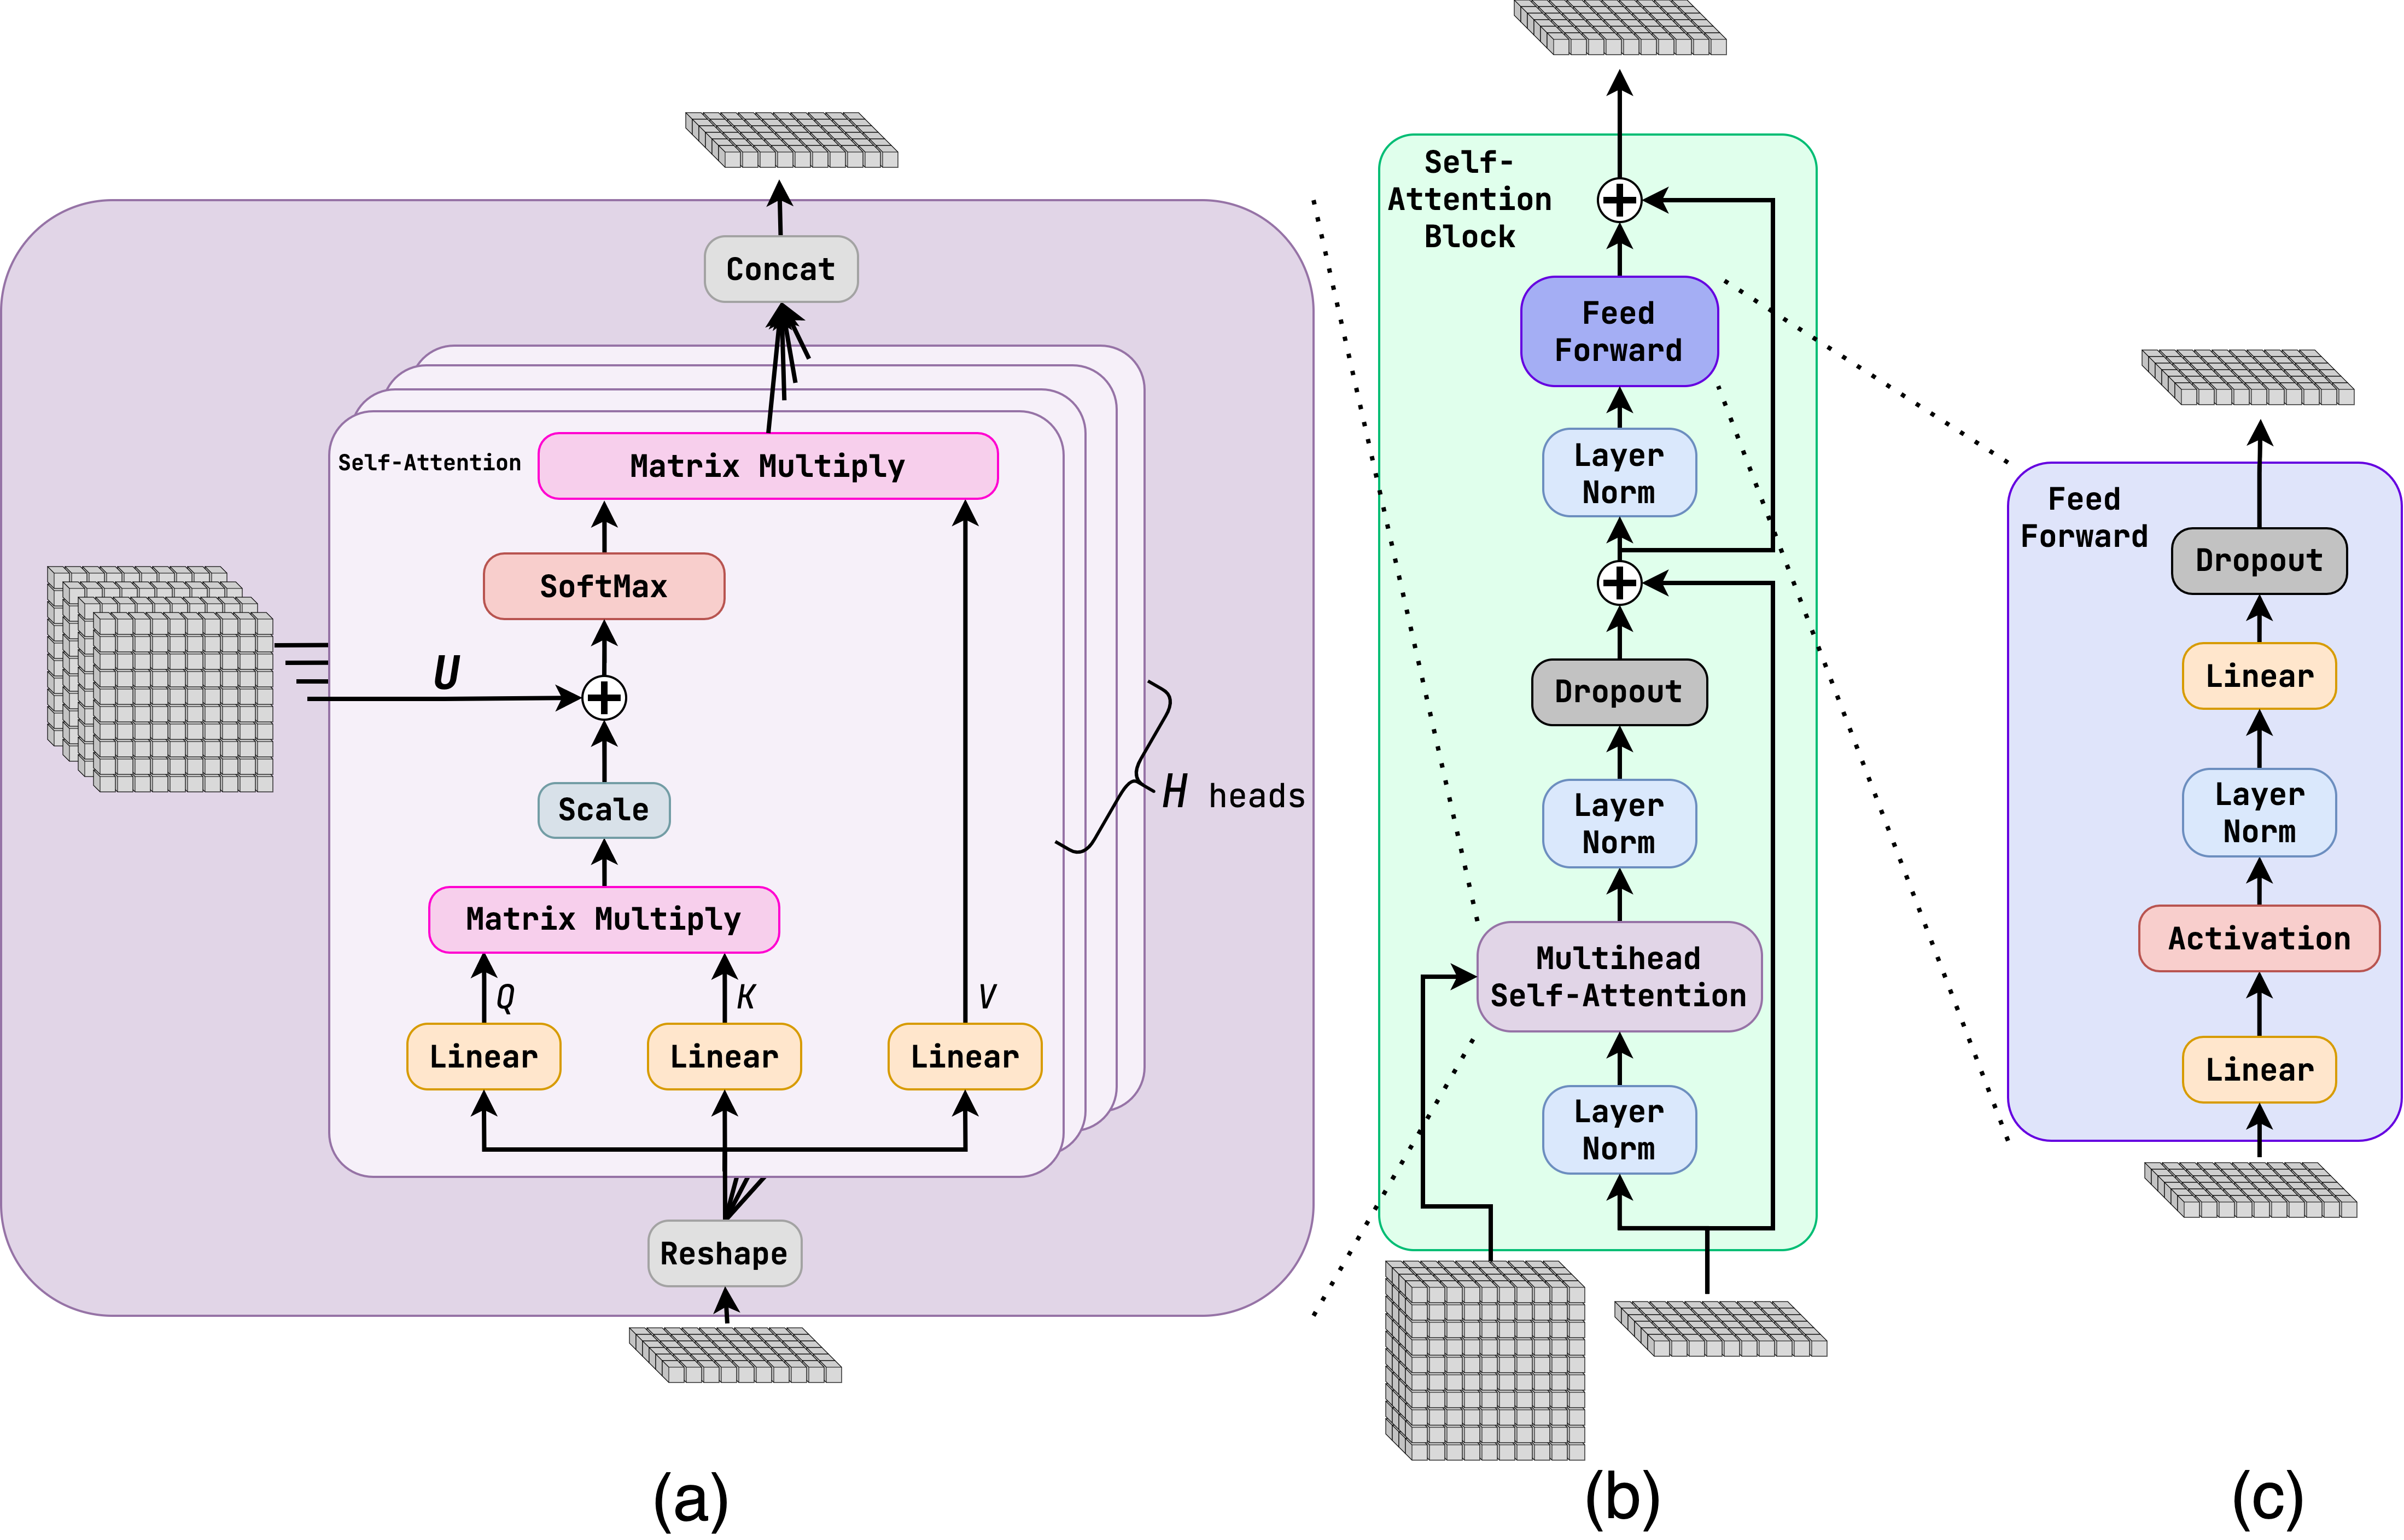 Concat
Self-Attention
Matrix Multiply
SoftMax
U
Scale
H heads
Matrix Multiply
Q
K
V
Linear
Linear
Linear
Reshape
(a)
Self-
Attention
Block
Feed
Forward
Layer
Norm
Dropout
Layer
Norm
Multihead
Self-Attention
Layer
Norm
(b)
Feed
Forward
Dropout
Linear
Layer
Norm
Activation
Linear
(c)